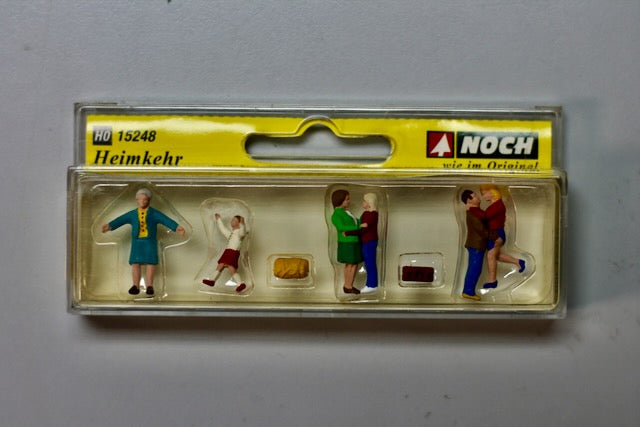 H0 15248
Heimkehr
NOCH
wie im Original